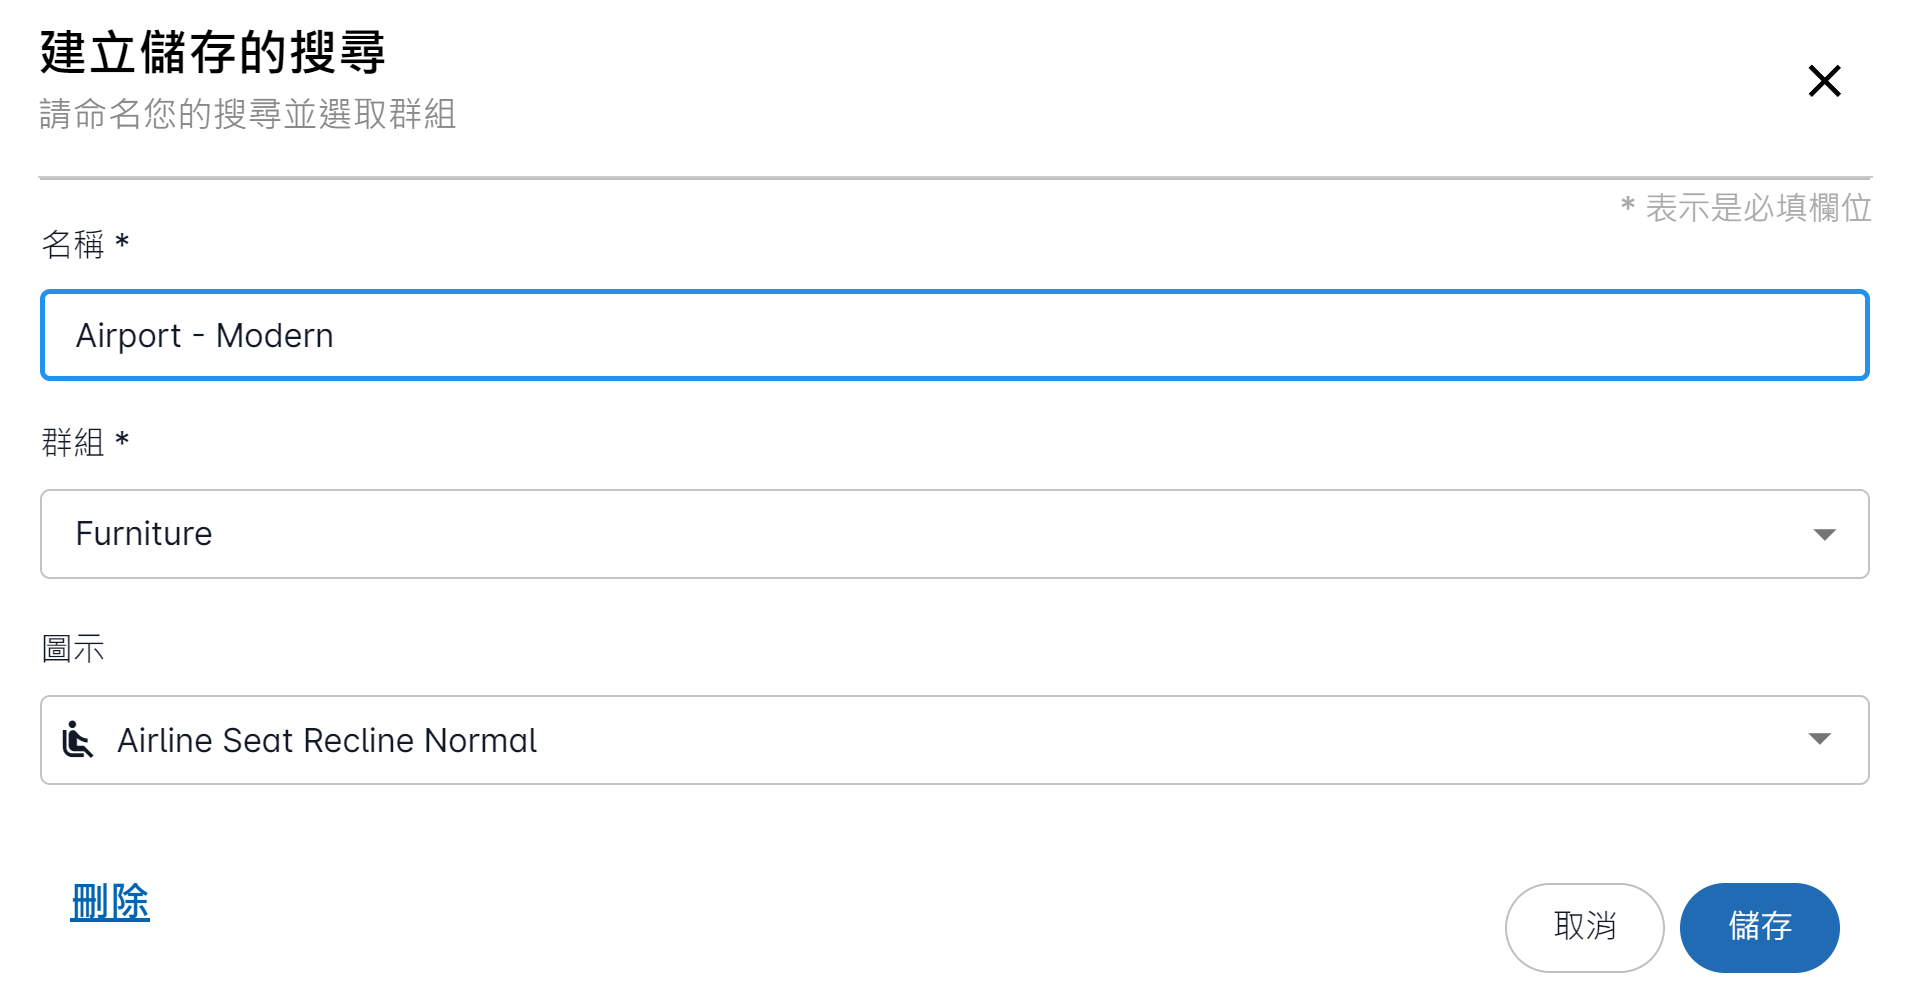 建立儲存的搜尋
請命名您的搜尋並選取群組
* 表示是必填欄位
名稱 *
Airport - Modern
群組 *
Furniture
圖示
Airline Seat Recline Normal
刪除
取消
儲存